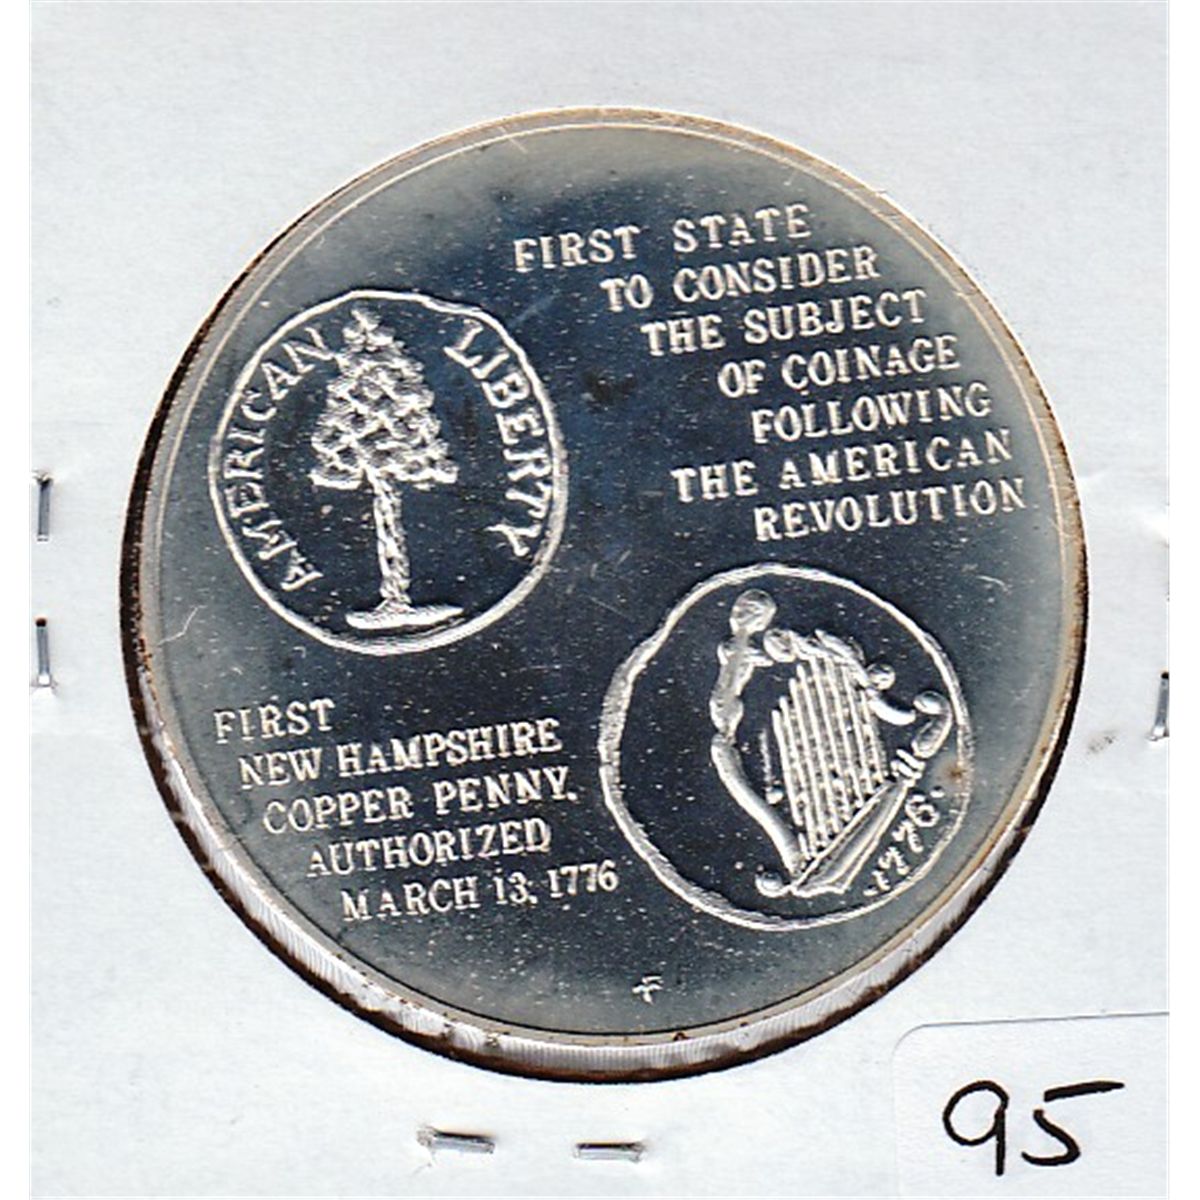 FIRST STATE
TO CONSIDER
THE SUBJECT
OF COINAGE
FOLLOWING
THE AMERICAN
REVOLUTION
AMERICAN LIBERTY
FIRST
NEW HAMPSHIRE
COPPER PENNY.
AUTHORIZED
MARCH 13, 1776
·1776·
95